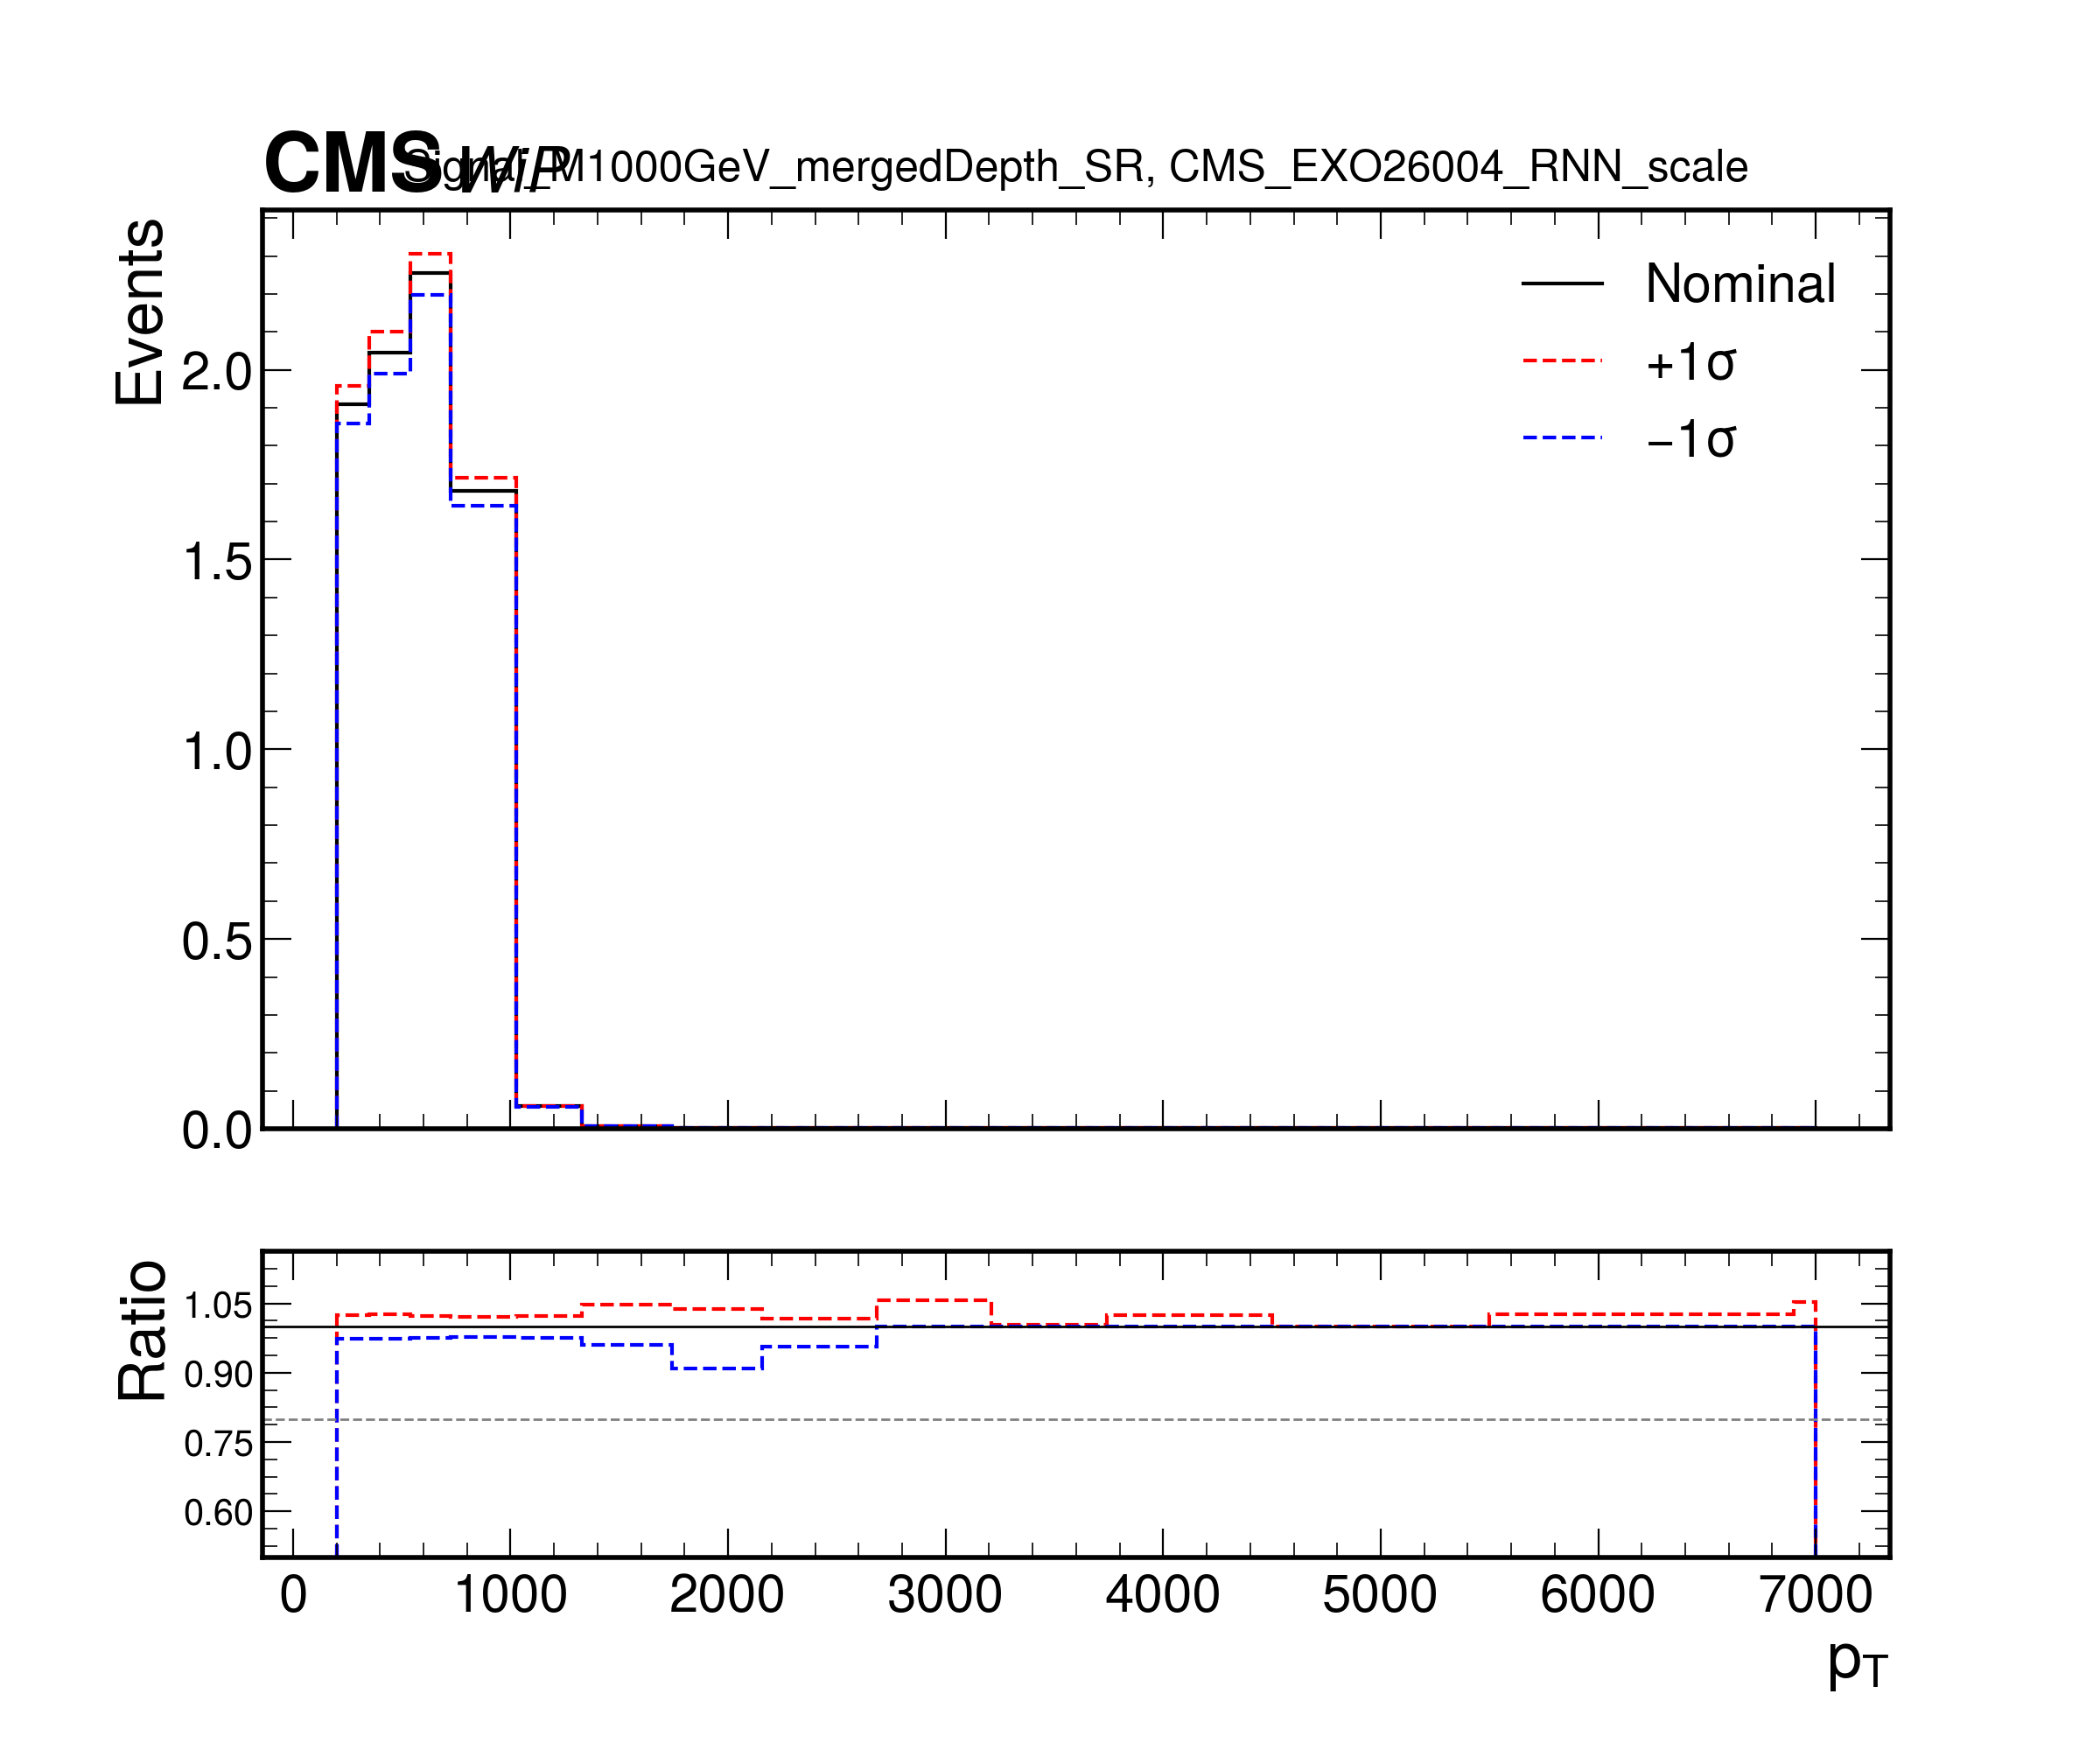 CMS WiP Signal_M1000GeV_mergedDepth_SR, CMS_EXO26004_RNN_scale
Events
2.0
1.5
1.0
0.5
0.0
Nominal
+1σ
−1σ
Ratio
1.05
0.90
0.75
0.60
0 1000 2000 3000 4000 5000 6000 7000
pT